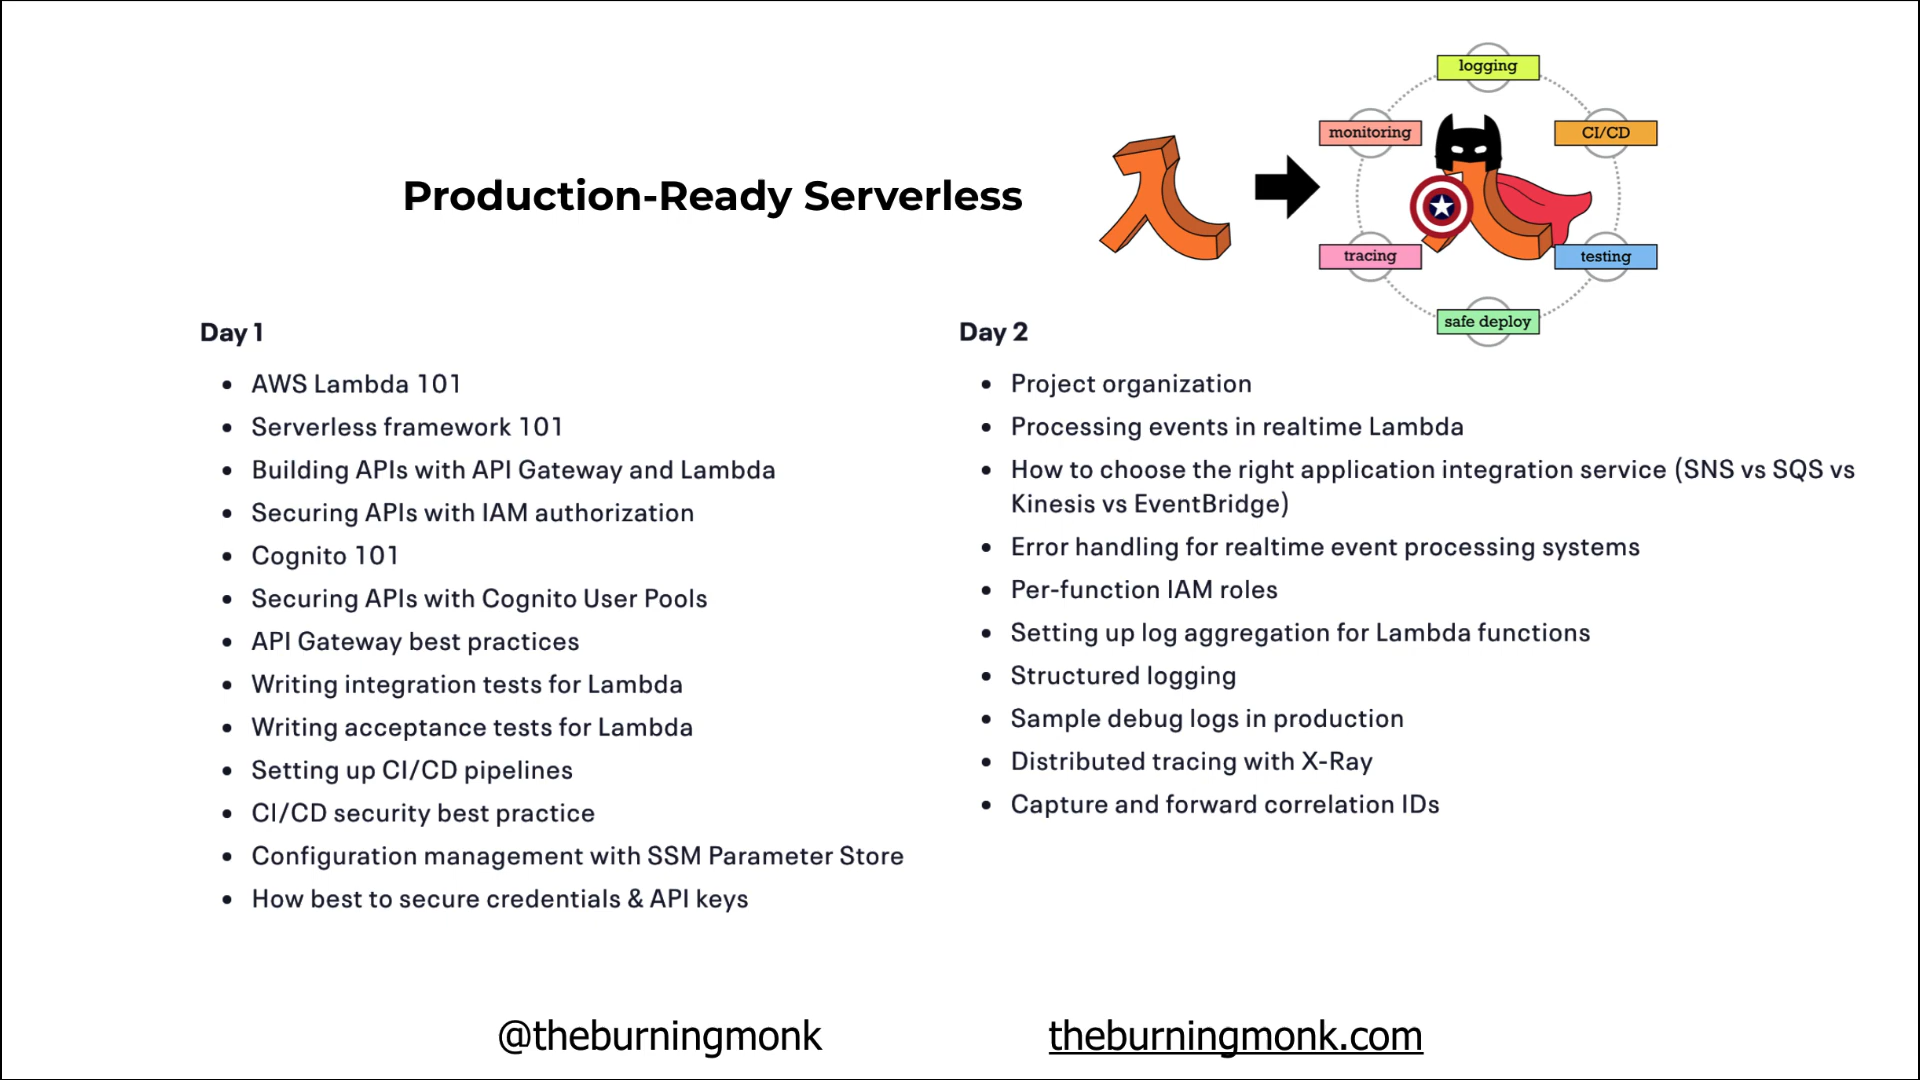 logging
monitoring
CI/CD
Production-Ready Serverless
tracing
testing
safe deploy
Day 1
AWS Lambda 101
Serverless framework 101
Building APIs with API Gateway and Lambda
Securing APIs with IAM authorization
Cognito 101
Securing APIs with Cognito User Pools
API Gateway best practices
Writing integration tests for Lambda
Writing acceptance tests for Lambda
Setting up CI/CD pipelines
CI/CD security best practice
Configuration management with SSM Parameter Store
How best to secure credentials & API keys
Day 2
Project organization
Processing events in realtime Lambda
How to choose the right application integration service (SNS vs SQS vs
Kinesis vs EventBridge)
Error handling for realtime event processing systems
Per-function IAM roles
Setting up log aggregation for Lambda functions
Structured logging
Sample debug logs in production
Distributed tracing with X-Ray
Capture and forward correlation IDs
@theburningmonk
theburningmonk.com